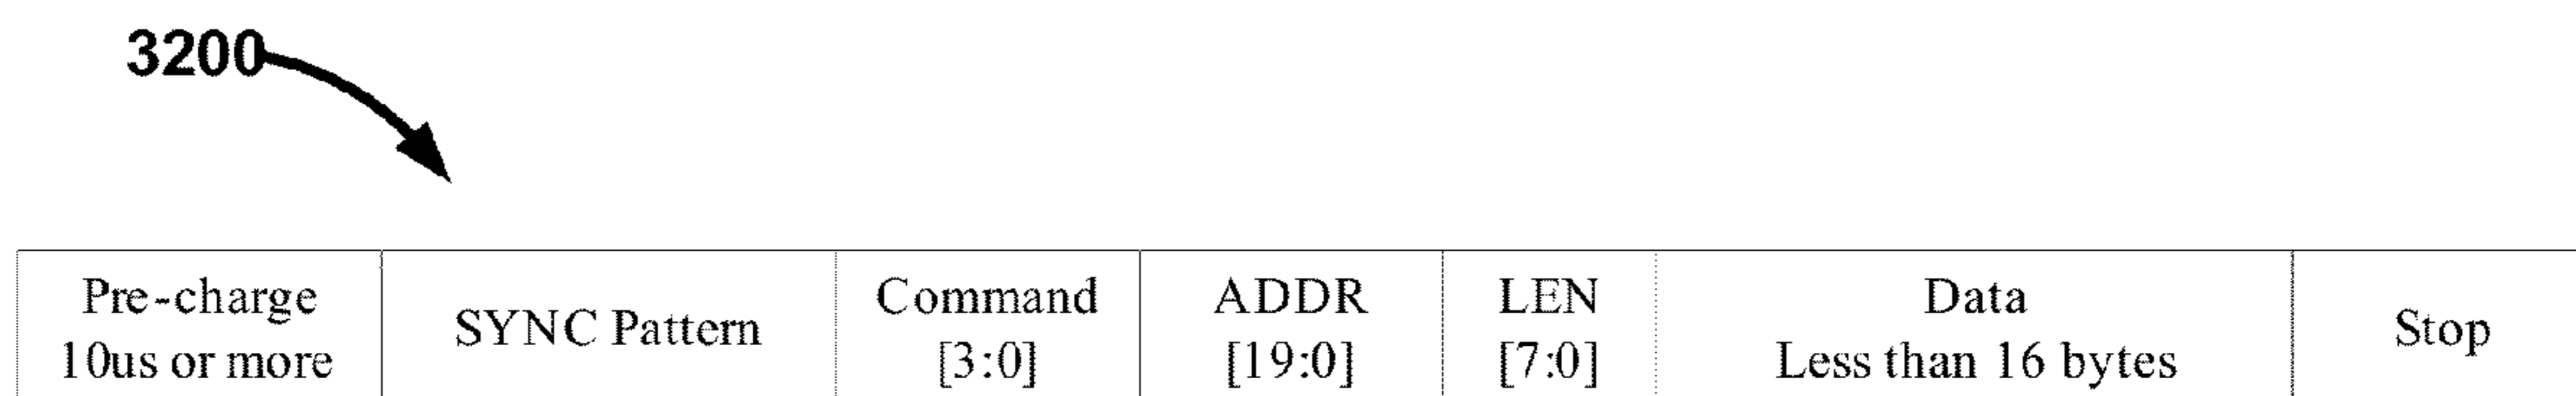 3200
Pre-charge
10us or more
SYNC Pattern
Command
[3:0]
ADDR
[19:0]
LEN
[7:0]
Data
Less than 16 bytes
Stop